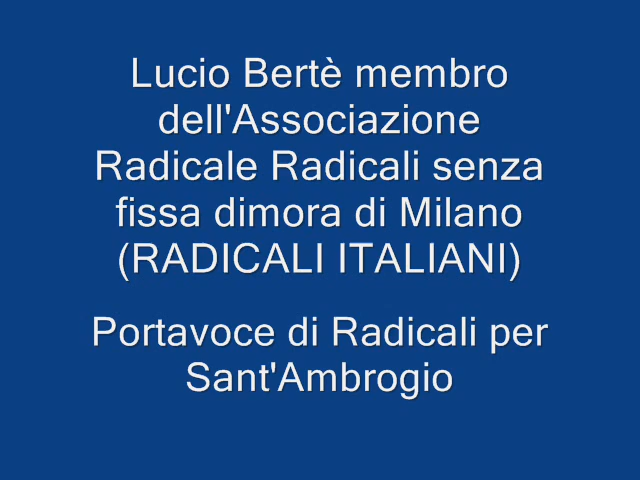 Lucio Bertè membro
dell'Associazione
Radicale Radicali senza
fissa dimora di Milano
(RADICALI ITALIANI)
Portavoce di Radicali per
Sant'Ambrogio